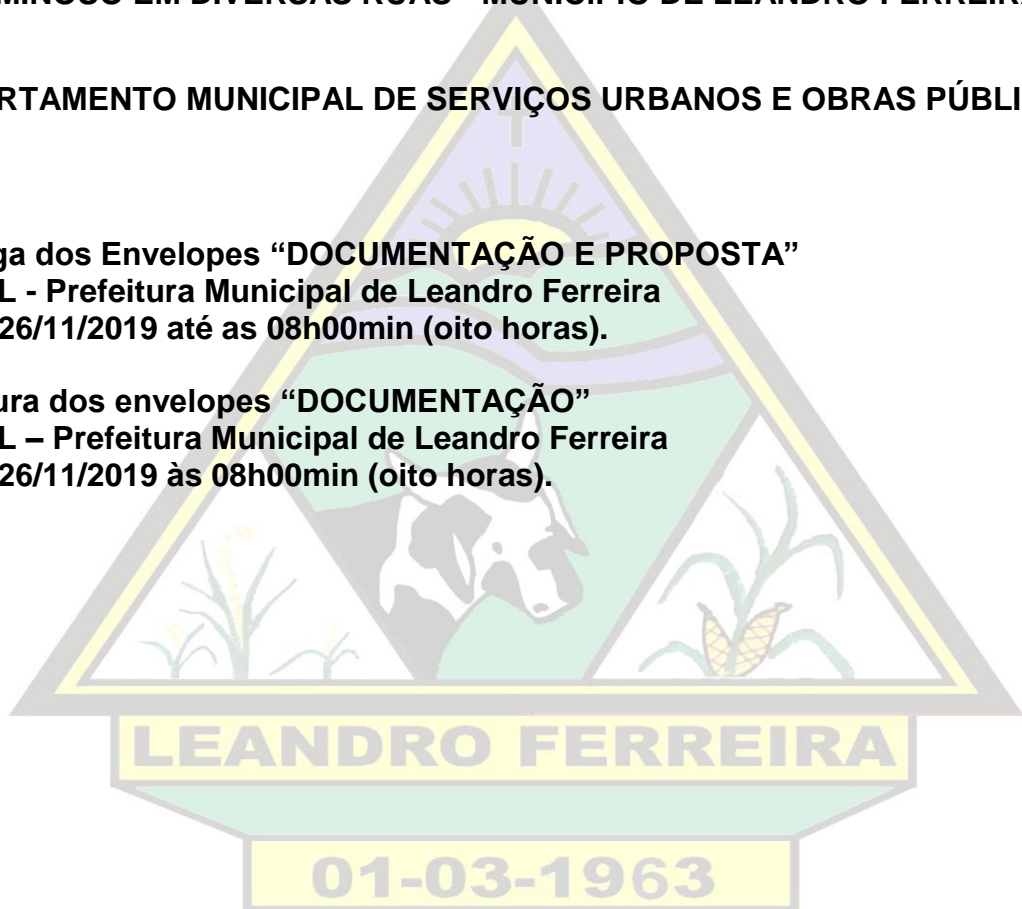 EM DIVERSAS RUAS - MUNICÍPIO DE LEANDRO FERREIRA
RTAMENTO MUNICIPAL DE SERVIÇOS URBANOS E OBRAS PÚBLI
ga dos Envelopes “DOCUMENTAÇÃO E PROPOSTA”
L - Prefeitura Municipal de Leandro Ferreira
26/11/2019 até as 08h00min (oito horas).
ura dos envelopes “DOCUMENTAÇÃO”
L – Prefeitura Municipal de Leandro Ferreira
26/11/2019 às 08h00min (oito horas).
LEANDRO FERREIRA
01-03-1963